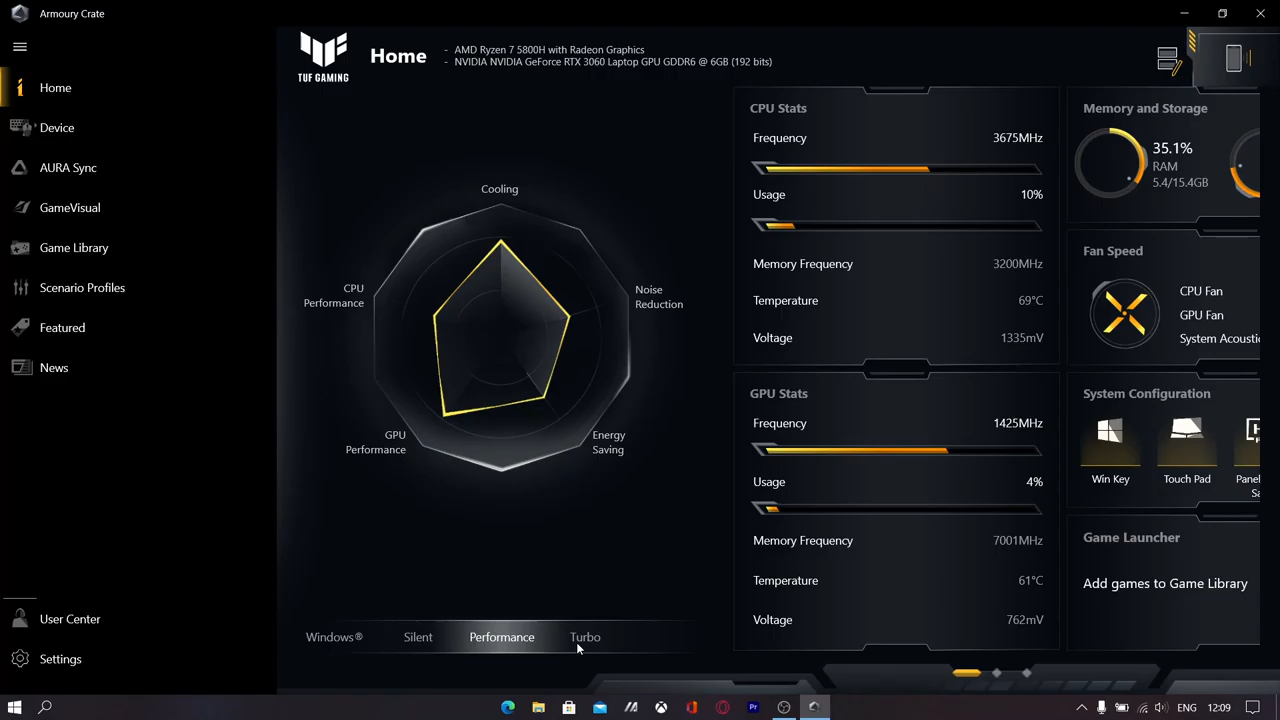 Armoury Crate
Home
Device
AURA Sync
GameVisual
Game Library
Scenario Profiles
Featured
News
User Center
Settings
TUF GAMING
Home
- AMD Ryzen 7 5800H with Radeon Graphics
- NVIDIA NVIDIA GeForce RTX 3060 Laptop GPU GDDR6 @ 6GB (192 bits)
Cooling
CPU
Performance
Noise
Reduction
GPU
Performance
Energy
Saving
Windows® Silent Performance Turbo
CPU Stats
Frequency 3675MHz
Usage 10%
Memory Frequency 3200MHz
Temperature 69°C
Voltage 1335mV
GPU Stats
Frequency 1425MHz
Usage 4%
Memory Frequency 7001MHz
Temperature 61°C
Voltage 762mV
Memory and Storage
35.1%
RAM
5.4/15.4GB
Fan Speed
CPU Fan
GPU Fan
System Acousti
System Configuration
Win Key
Touch Pad
Panel
Sa
Game Launcher
Add games to Game Library
Pr
ENG 12:09